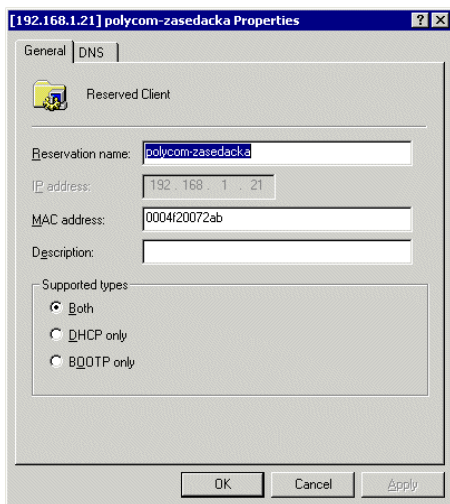 [192.168.1.21] polycom-zasedacka Properties
General DNS
Reserved Client
Reservation name: polycom-zasedacka
IP address: 192 . 168 . 1 . 21
MAC address: 0004f20072ab
Description:
Supported types
Both
DHCP only
BOOTP only
OK Cancel Apply